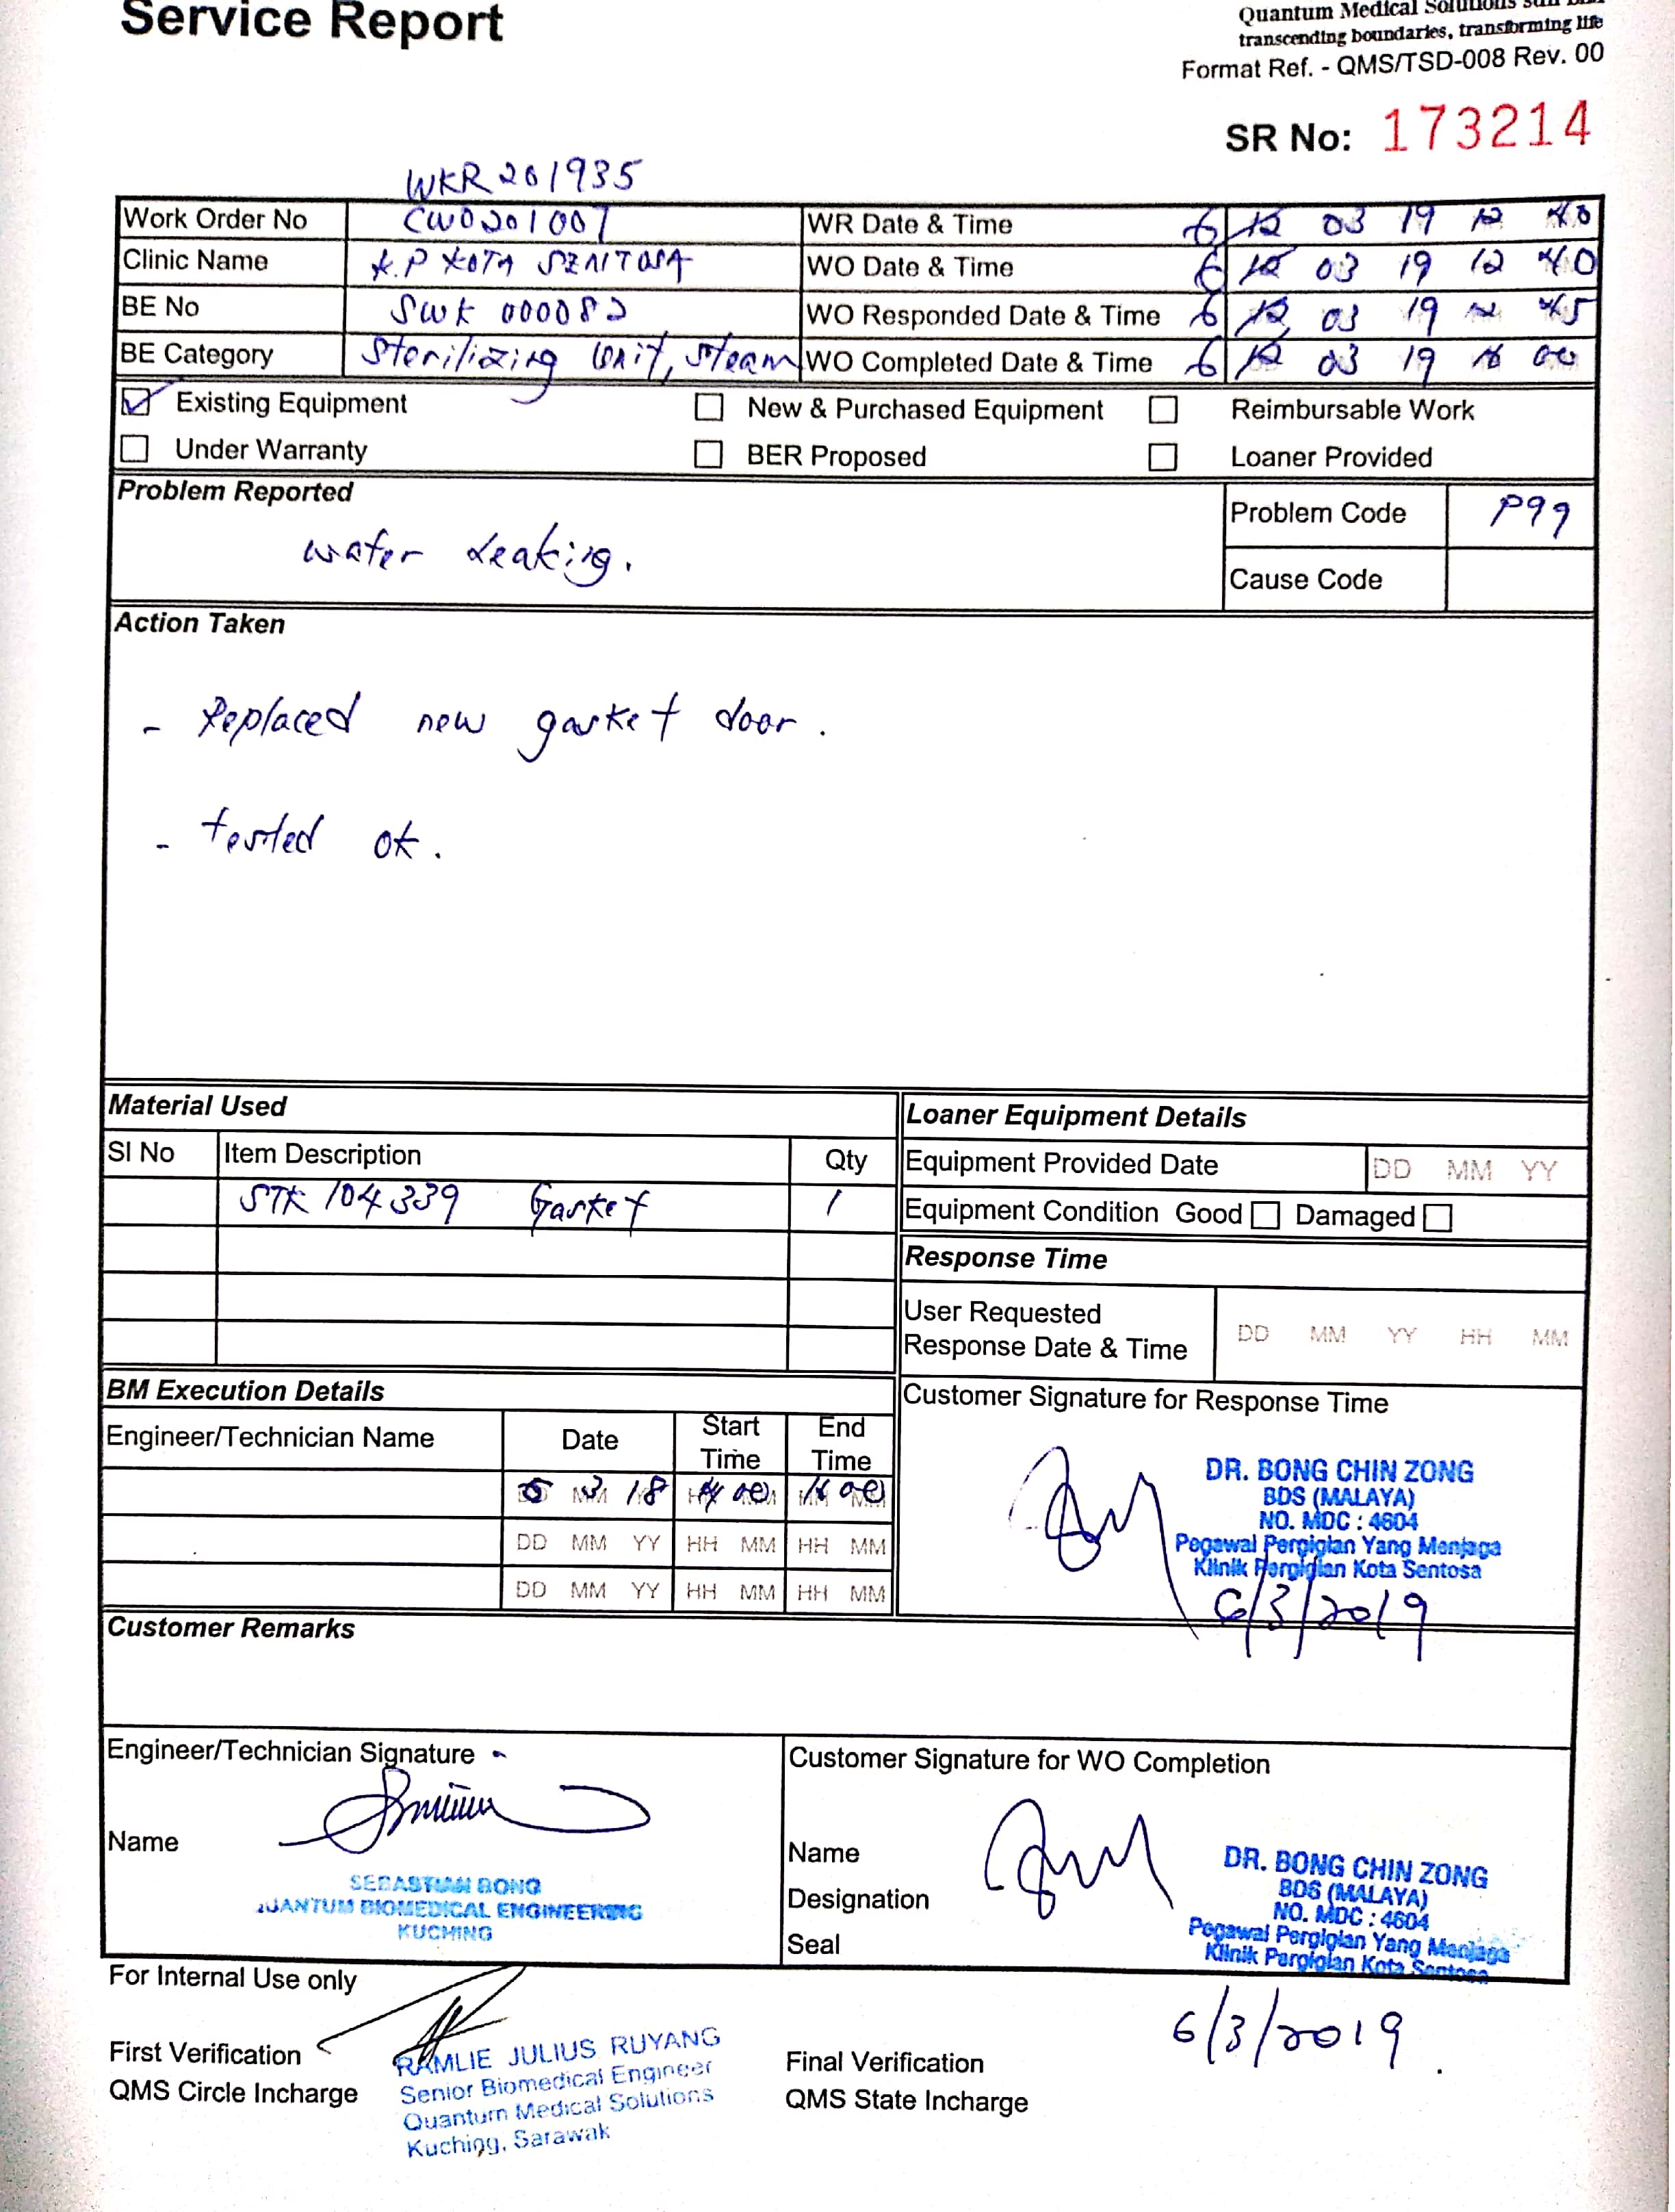 Service Report
Quantum Medical Solutions Sdn Bhd
transcending boundaries, transforming life
Format Ref. - QMS/TSD-008 Rev. 00
SR No: 173214
WKR201935
Work Order No CWO201007 WR Date & Time 6 03 19 12 40
Clinic Name K.P KOTA SENTOSA WO Date & Time 6 03 19 12 40
BE No SWK 000082 WO Responded Date & Time 6 03 19 12 45
BE Category Sterilizing Unit, steam WO Completed Date & Time 6 03 19 16 00
Existing Equipment New & Purchased Equipment Reimbursable Work
Under Warranty BER Proposed Loaner Provided
Problem Reported
Problem Code P99
water leaking.
Cause Code
Action Taken
- Replaced new gasket door.
- tested ok.
Material Used
Loaner Equipment Details
SI No Item Description Qty
Equipment Provided Date DD MM YY
STK 104339 Gasket 1
Equipment Condition Good Damaged
Response Time
User Requested
Response Date & Time DD MM YY HH MM
BM Execution Details
Customer Signature for Response Time
Engineer/Technician Name Date Start Time End Time
3 18 00 16 00
DD MM YY HH MM HH MM
DD MM YY HH MM HH MM
DR. BONG CHIN ZONG
BDS (MALAYA)
NO. MDC : 4604
Pegawai Pergigian Yang Menjaga
Klinik Pergigian Kota Sentosa
6/3/2019
Customer Remarks
Engineer/Technician Signature
Customer Signature for WO Completion
Name
SEBASTIAN BONG
QUANTUM BIOMEDICAL ENGINEERING
KUCHING
Name
Designation
Seal
DR. BONG CHIN ZONG
BDS (MALAYA)
NO. MDC : 4604
Pegawai Pergigian Yang Menjaga
Klinik Pergigian Kota Sentosa
6/3/2019.
For Internal Use only
First Verification
QMS Circle Incharge
RAMLIE JULIUS RUYANG
Senior Biomedical Engineer
Quantum Medical Solutions
Kuching, Sarawak
Final Verification
QMS State Incharge